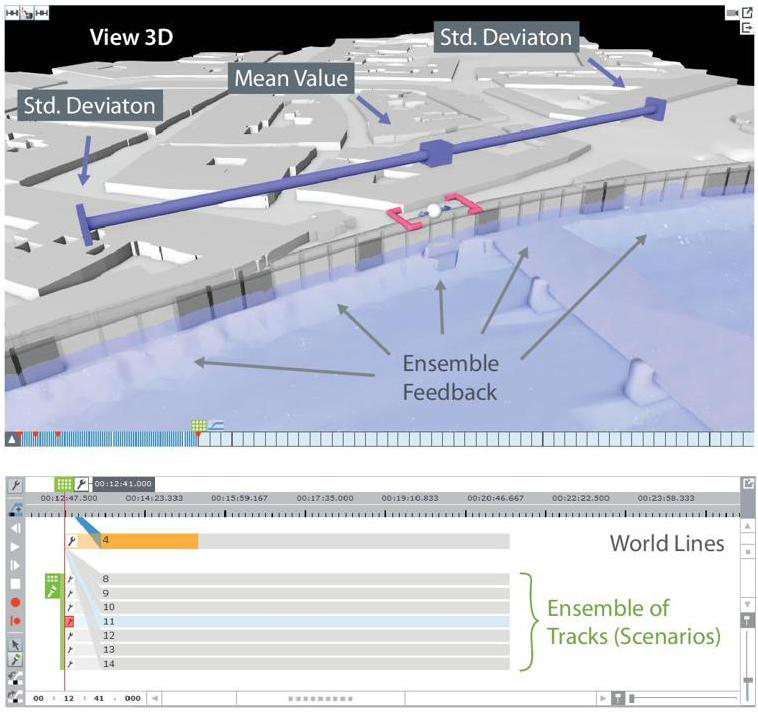 View 3D
Std. Deviaton
Mean Value
Std. Deviaton
Ensemble
Feedback
00:12:41.000
00:12:47.500 00:14:23.333 00:15:59.167 00:17:35.000 00:19:10.833 00:20:46.667 00:22:22.500 00:23:58.333
4
World Lines
8
9
10
11
12
13
14
Ensemble of
Tracks (Scenarios)
00 : 12 : 41 . 000